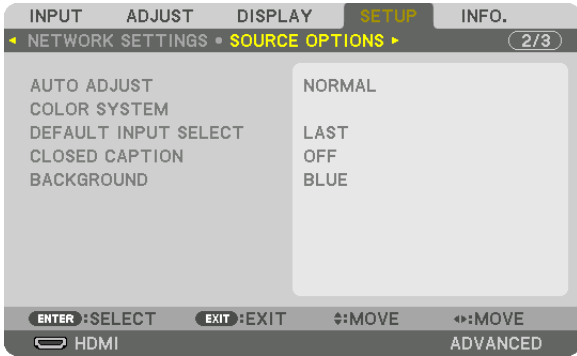 INPUT ADJUST DISPLAY SETUP INFO.
NETWORK SETTINGS • SOURCE OPTIONS 2/3
AUTO ADJUST NORMAL
COLOR SYSTEM
DEFAULT INPUT SELECT LAST
CLOSED CAPTION OFF
BACKGROUND BLUE
ENTER :SELECT EXIT :EXIT :MOVE :MOVE
HDMI ADVANCED